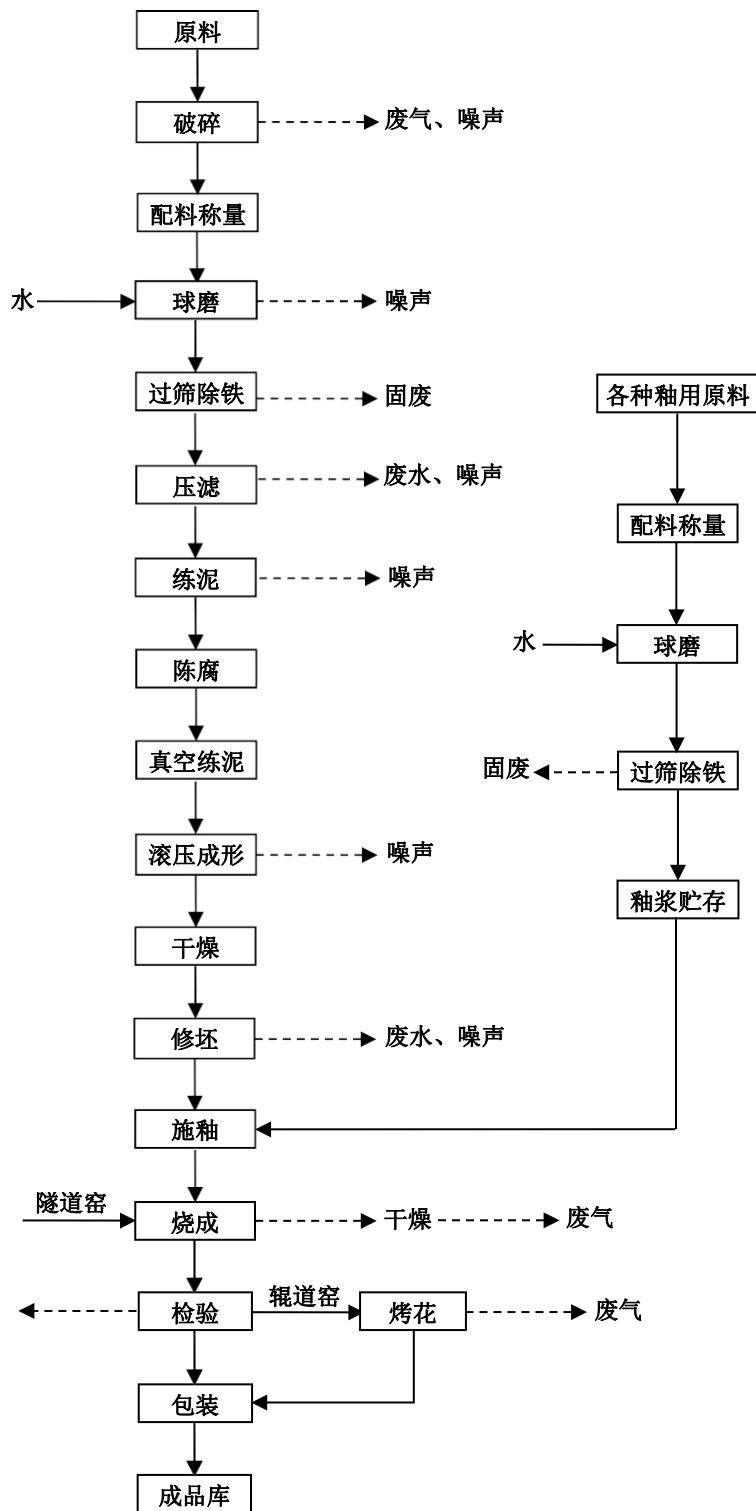 原料
破碎
废气、噪声
配料称量
水
球磨
噪声
过筛除铁
固废
各种釉用原料
压滤
废水、噪声
配料称量
练泥
噪声
水
球磨
陈腐
真空练泥
固废
过筛除铁
滚压成形
噪声
釉浆贮存
干燥
修坯
废水、噪声
施釉
隧道窑
烧成
干燥
废气
检验
辊道窑
烤花
废气
包装
成品库